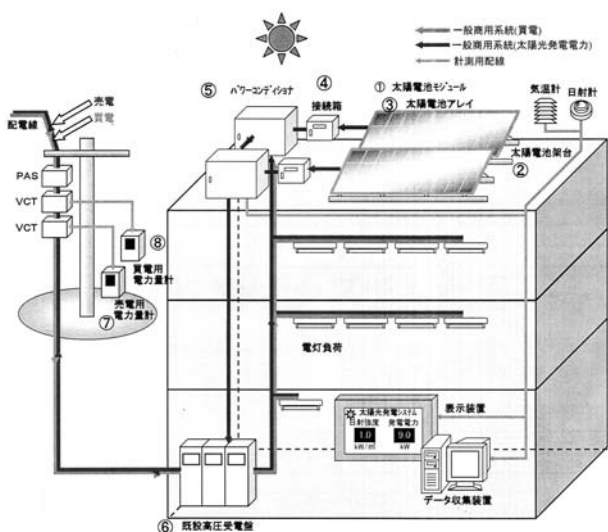 一般商用系統(買電)
一般商用系統(太陽光発電電力)
計測用配線
⑤ パワーコンディショナ
④
接続箱
① 太陽電池モジュール
③ 太陽電池アレイ
気温計
日射計
売電
買電
配電線
太陽電池架台
②
PAS
VCT
VCT
⑧
買電用
電力量計
売電用
電力量計
⑦
電灯負荷
太陽光発電システム
日射強度 発電電力
1.0 9.0
kW/㎡ kW
表示装置
データ収集装置
⑥ 既設高圧受電盤